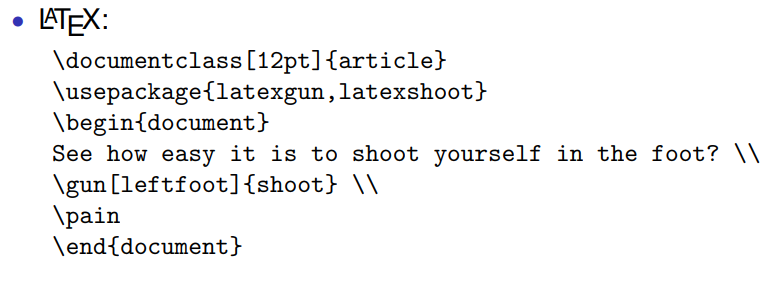 • LATEX:
\documentclass[12pt]{article}
\usepackage{latexgun,latexshoot}
\begin{document}
See how easy it is to shoot yourself in the foot? \\
\gun[leftfoot]{shoot} \\
\pain
\end{document}